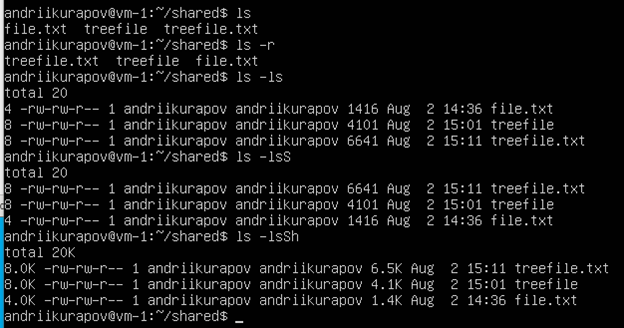 andriikurapov@vm-1:~/shared$ ls
file.txt  treefile  treefile.txt
andriikurapov@vm-1:~/shared$ ls -r
treefile.txt  treefile  file.txt
andriikurapov@vm-1:~/shared$ ls -ls
total 20
4 -rw-rw-r-- 1 andriikurapov andriikurapov 1416 Aug  2 14:36 file.txt
8 -rw-rw-r-- 1 andriikurapov andriikurapov 4101 Aug  2 15:01 treefile
8 -rw-rw-r-- 1 andriikurapov andriikurapov 6641 Aug  2 15:11 treefile.txt
andriikurapov@vm-1:~/shared$ ls -lsS
total 20
8 -rw-rw-r-- 1 andriikurapov andriikurapov 6641 Aug  2 15:11 treefile.txt
8 -rw-rw-r-- 1 andriikurapov andriikurapov 4101 Aug  2 15:01 treefile
4 -rw-rw-r-- 1 andriikurapov andriikurapov 1416 Aug  2 14:36 file.txt
andriikurapov@vm-1:~/shared$ ls -lsSh
total 20K
8.0K -rw-rw-r-- 1 andriikurapov andriikurapov 6.5K Aug  2 15:11 treefile.txt
8.0K -rw-rw-r-- 1 andriikurapov andriikurapov 4.1K Aug  2 15:01 treefile
4.0K -rw-rw-r-- 1 andriikurapov andriikurapov 1.4K Aug  2 14:36 file.txt
andriikurapov@vm-1:~/shared$ _